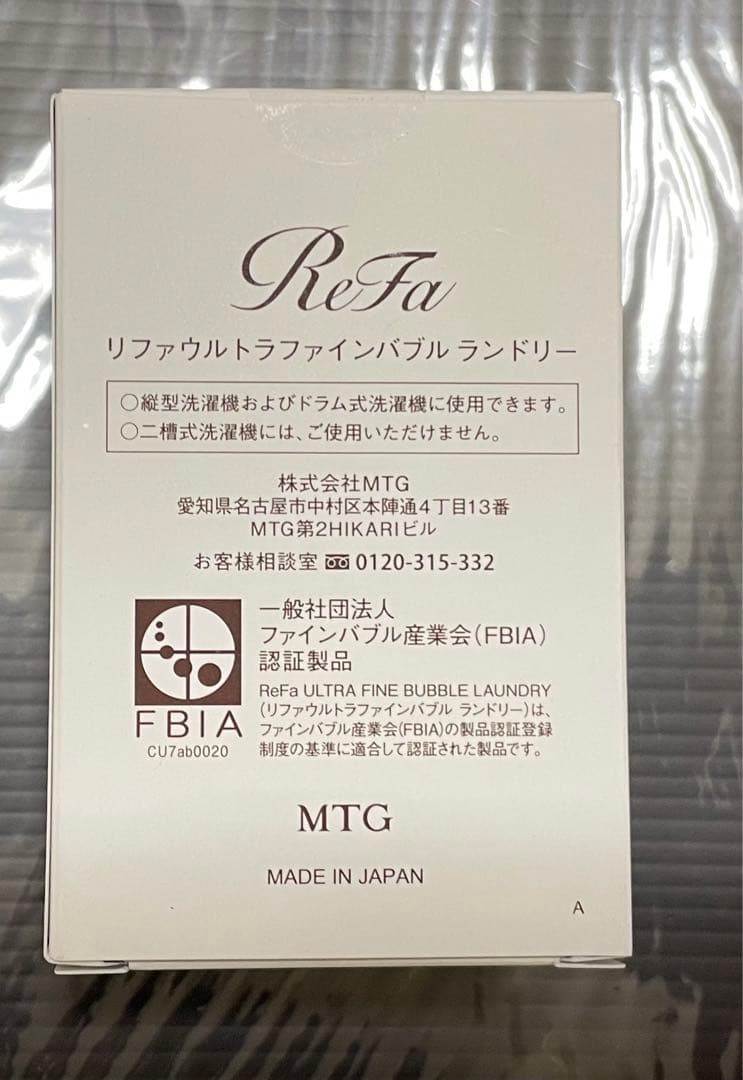 ReFa
リファウルトラファインバブル ランドリー
○縦型洗濯機およびドラム式洗濯機に使用できます。
○二槽式洗濯機には、ご使用いただけません。
株式会社MTG
愛知県名古屋市中村区本陣通4丁目13番
MTG第2HIKARIビル
お客様相談室 0120-315-332
一般社団法人
ファインバブル産業会(FBIA)
認証製品
ReFa ULTRA FINE BUBBLE LAUNDRY
(リファウルトラファインバブル ランドリー)は、
ファインバブル産業会(FBIA)の製品認証登録
制度の基準に適合して認証された製品です。
FBIA
CU7ab0020
MTG
MADE IN JAPAN
A